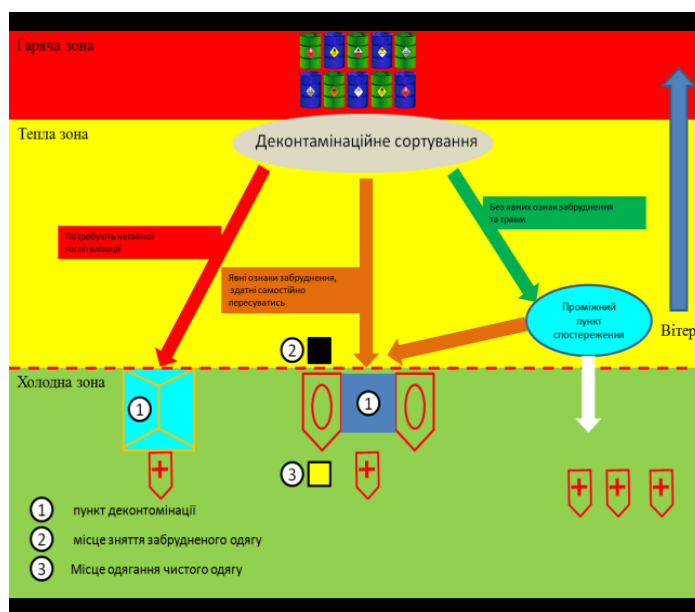 Гаряча зона
Тепла зона
Деконтамінаційне сортування
Без явних ознак забруднення
та травм
Потребують негайної
госпіталізації
Явні ознаки забруднення,
здатні самостійно
пересуватись
Проміжний
пункт
спостереження
Вітер
2
Холодна зона
1
1
3
1 пункт деконтомінації
2 місце зняття забрудненого одягу
3 Місце одягання чистого одягу